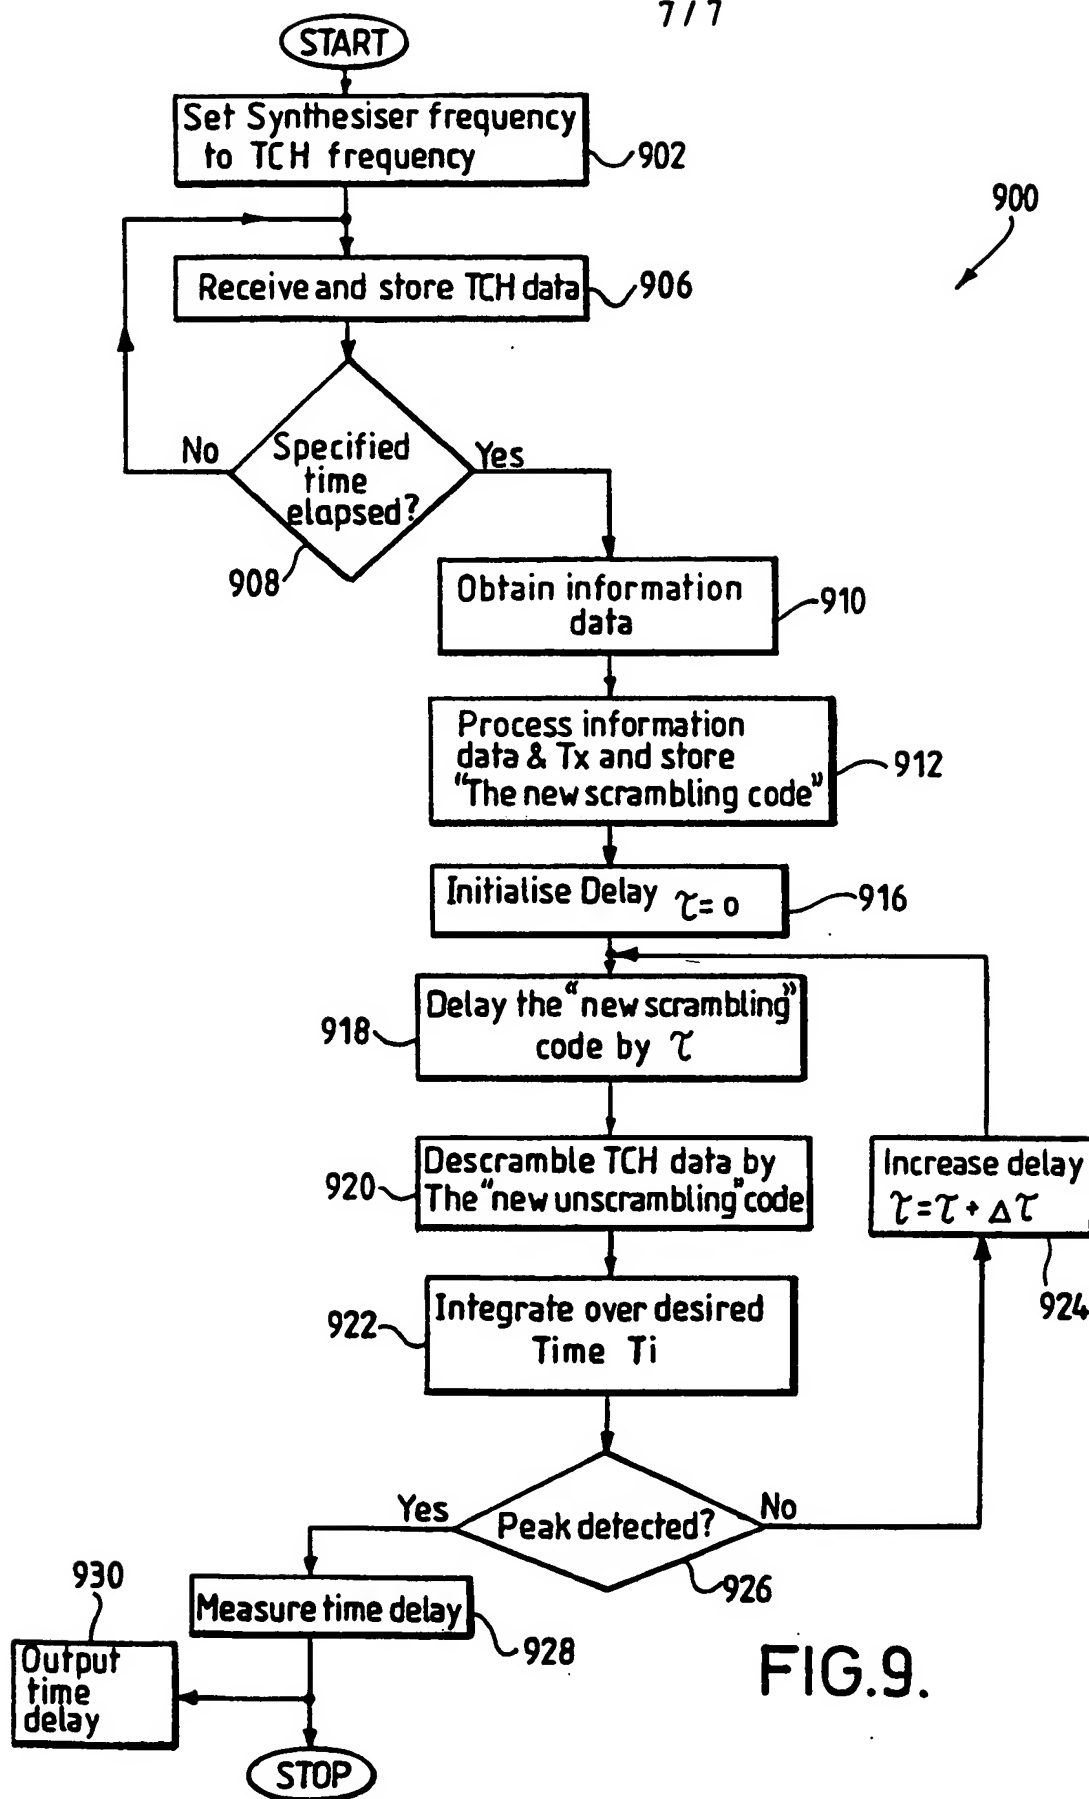 7/7
START
Set Synthesiser frequency
to TCH frequency
902
900
Receive and store TCH data
906
No
Specified
time
elapsed?
Yes
908
Obtain information
data
910
Process information
data & Tx and store
"The new scrambling code"
912
Initialise Delay τ= 0
916
Delay the "new scrambling"
code by τ
918
Descramble TCH data by
The "new unscrambling" code
920
Increase delay
τ=τ + Δτ
924
Integrate over desired
Time Ti
922
Yes
Peak detected?
No
926
930
Measure time delay
928
Output
time
delay
STOP
FIG.9.